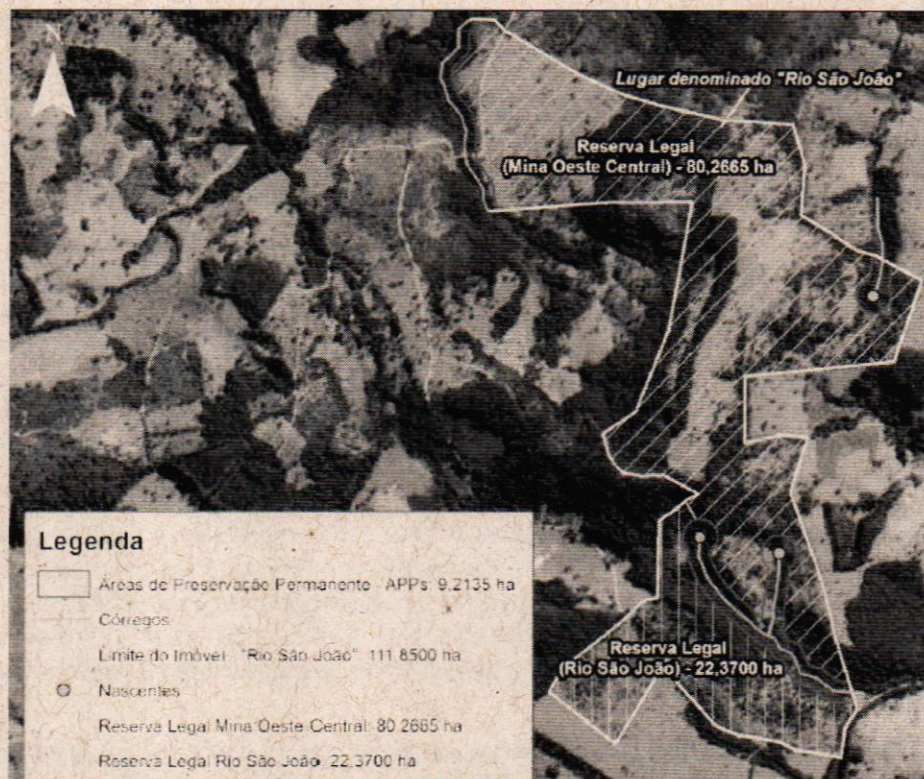 N
Lugar denominado "Rio São João"
Reserva Legal
(Mina Oeste Central) - 80,2665 ha
Reserva Legal
(Rio São João) - 22,3700 ha
Legenda
Áreas de Preservação Permanente - APPs: 9,2135 ha
Córregos
Limite do Imóvel - "Rio São João": 111,8500 ha
Nascentes
Reserva Legal Mina Oeste Central: 80,2665 ha
Reserva Legal Rio São João: 22,3700 ha